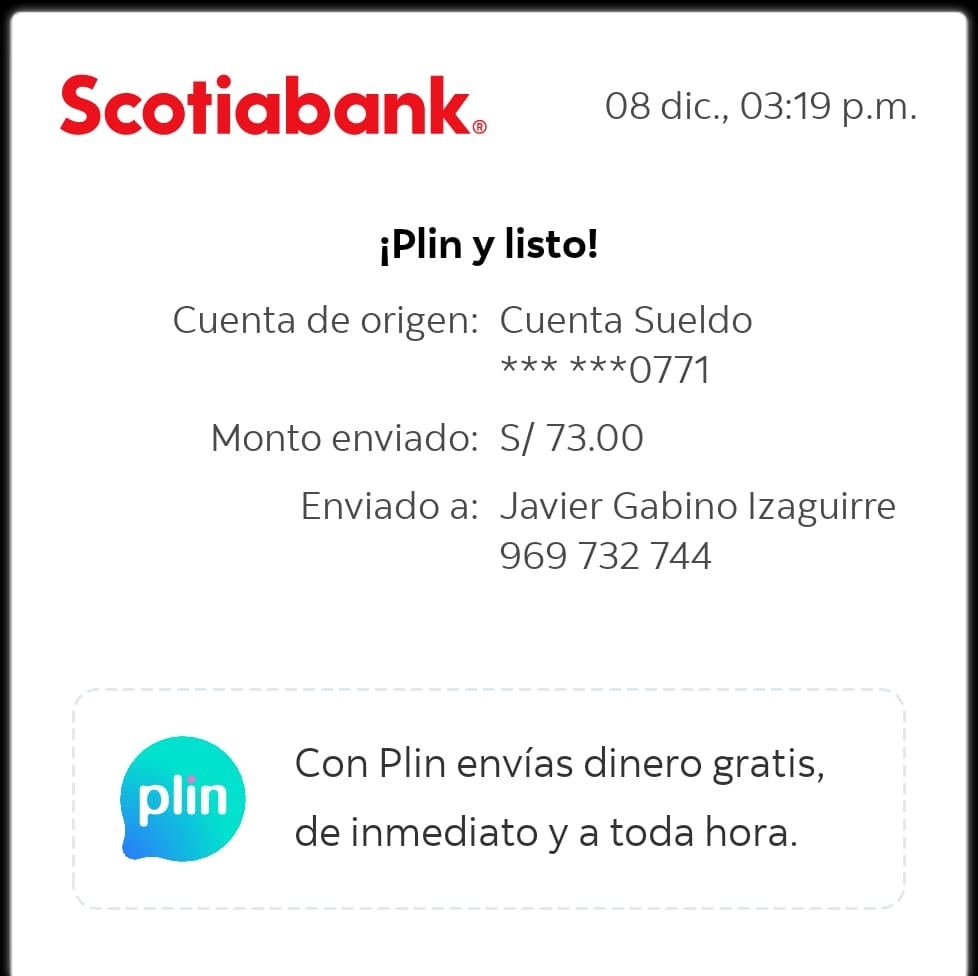 Scotiabank®
08 dic., 03:19 p.m.
¡Plin y listo!
Cuenta de origen: Cuenta Sueldo
*** ***0771
Monto enviado: S/ 73.00
Enviado a: Javier Gabino Izaguirre
969 732 744
plin
Con Plin envías dinero gratis,
de inmediato y a toda hora.